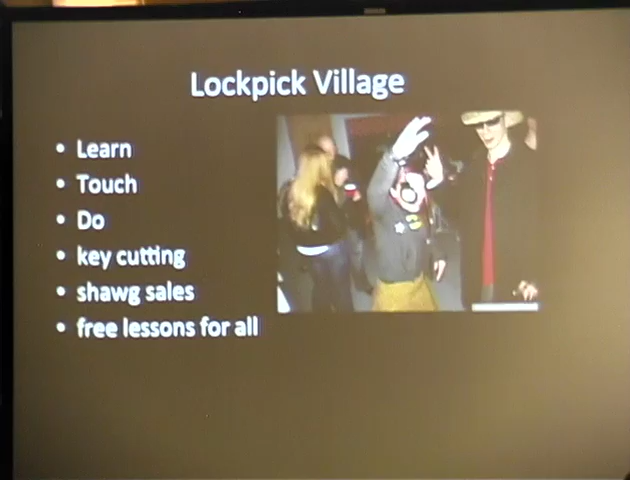 Lockpick Village
• Learn
• Touch
• Do
• key cutting
• shawg sales
• free lessons for all